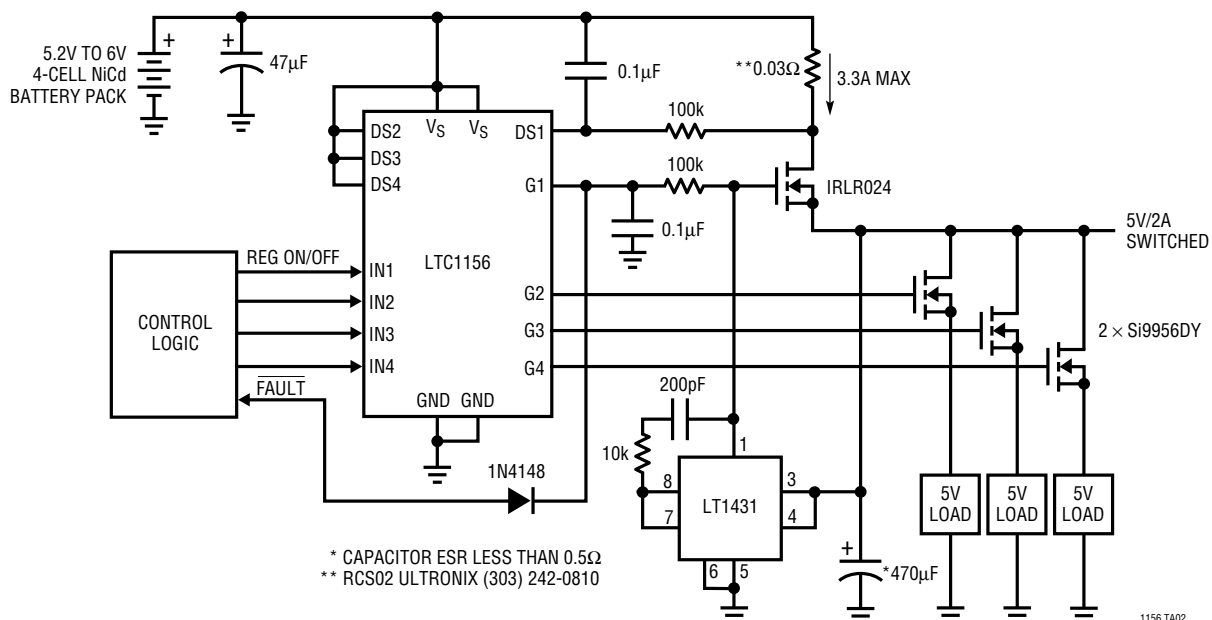 5.2V TO 6V
4-CELL NiCd
BATTERY PACK
+
+
47µF
0.1µF
**0.03Ω
3.3A MAX
100k
DS2
DS3
DS4
VS
VS
DS1
G1
100k
IRLR024
0.1µF
5V/2A
SWITCHED
REG ON/OFF
CONTROL
LOGIC
IN1
IN2
IN3
IN4
LTC1156
G2
G3
G4
2 × Si9956DY
FAULT
GND GND
200pF
10k
1N4148
1
8
7
LT1431
3
4
6
5
+
*470µF
5V
LOAD
5V
LOAD
5V
LOAD
* CAPACITOR ESR LESS THAN 0.5Ω
** RCS02 ULTRONIX (303) 242-0810
1156 TA02